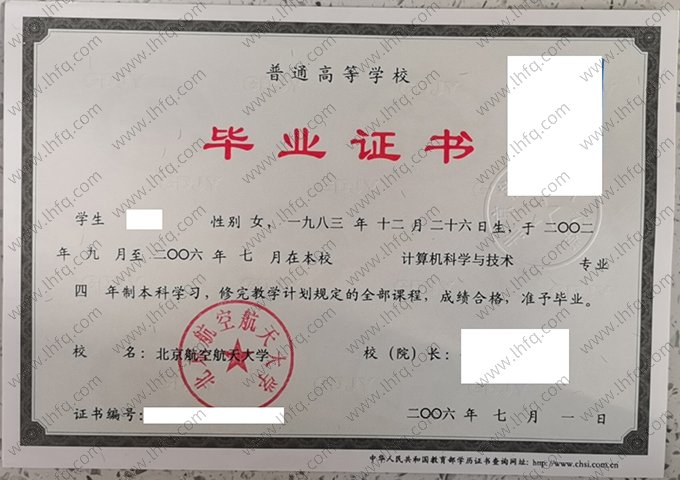 普通高等学校
毕业证书
学生 性别 女，一九八三 年 十二 月 二十六日生，于 二〇〇二
年 九 月至 二〇〇六 年 七 月在本校 计算机科学与技术 专业
四 年制本科学习，修完教学计划规定的全部课程，成绩合格，准予毕业。
校 名：北京航空航天大学 校（院）长：
北京航空航天大学
证书编号： 二〇〇六 年 七 月 一 日
中华人民共和国教育部学历证书查询网址: http://www.chsi.com.cn
www.lhfq.com